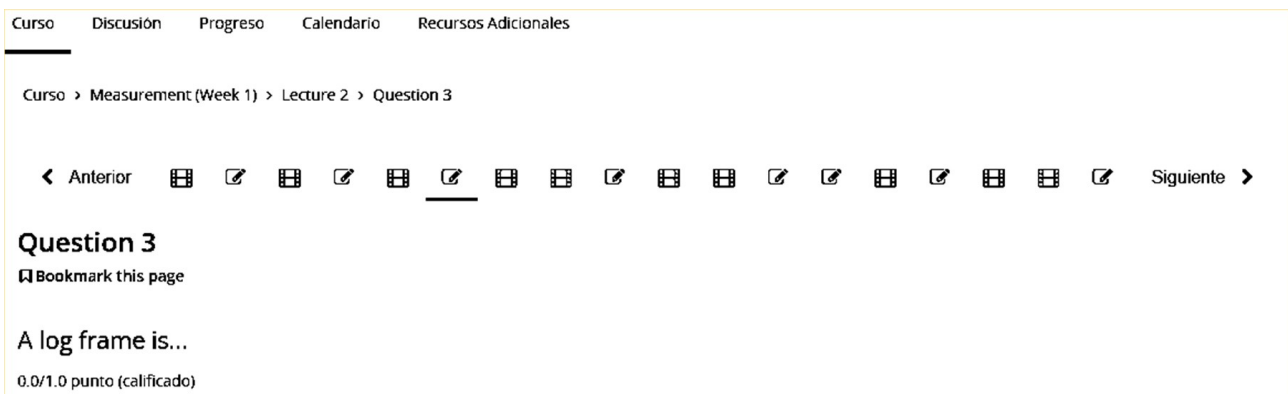 Curso Discusión Progreso Calendario Recursos Adicionales
Curso > Measurement (Week 1) > Lecture 2 > Question 3
Anterior Siguiente
Question 3
Bookmark this page
A log frame is...
0.0/1.0 punto (calificado)